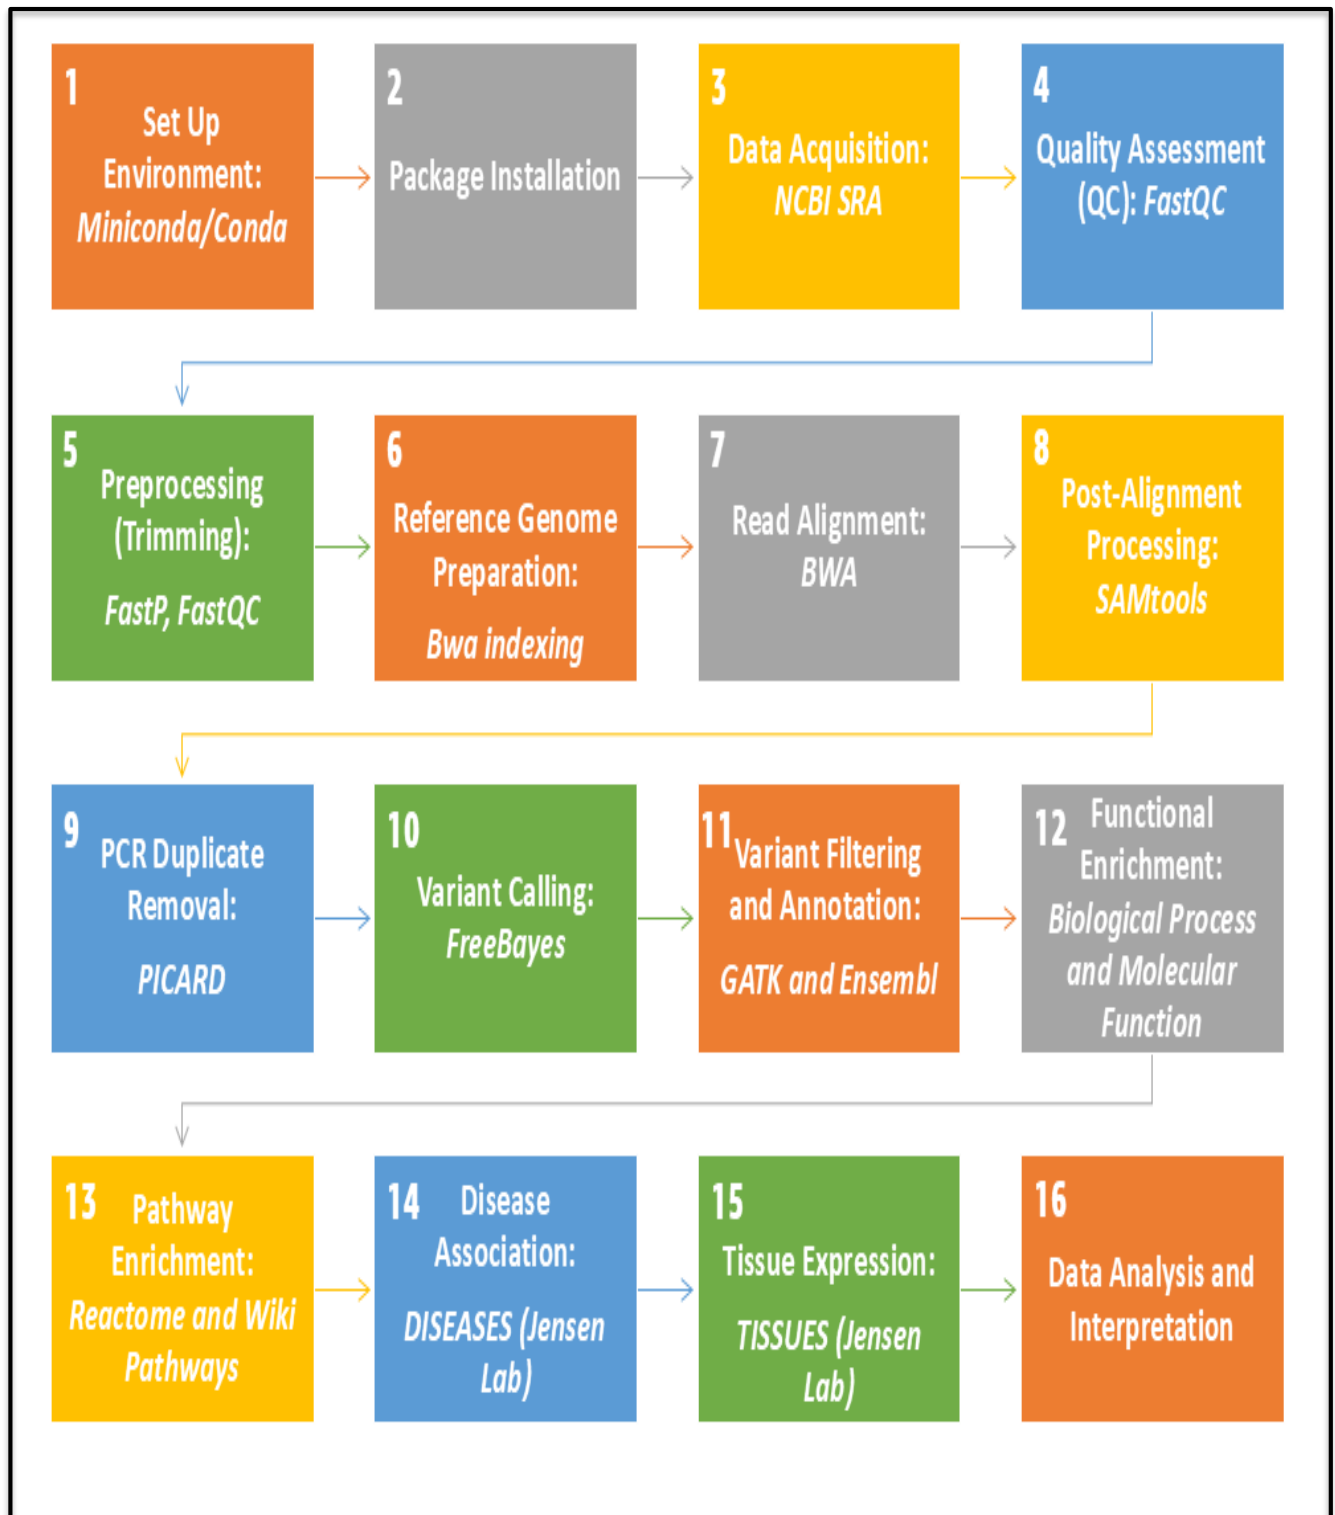 1
Set Up
Environment:
Miniconda/Conda
2
Package Installation
3
Data Acquisition:
NCBI SRA
4
Quality Assessment
(QC): FastQC
5
Preprocessing
(Trimming):
FastP, FastQC
6
Reference Genome
Preparation:
Bwa indexing
7
Read Alignment:
BWA
8
Post-Alignment
Processing:
SAMtools
9
PCR Duplicate
Removal:
PICARD
10
Variant Calling:
FreeBayes
11
Variant Filtering
and Annotation:
GATK and Ensembl
12
Functional
Enrichment:
Biological Process
and Molecular
Function
13
Pathway
Enrichment:
Reactome and Wiki
Pathways
14
Disease
Association:
DISEASES (Jensen
Lab)
15
Tissue Expression:
TISSUES (Jensen
Lab)
16
Data Analysis and
Interpretation